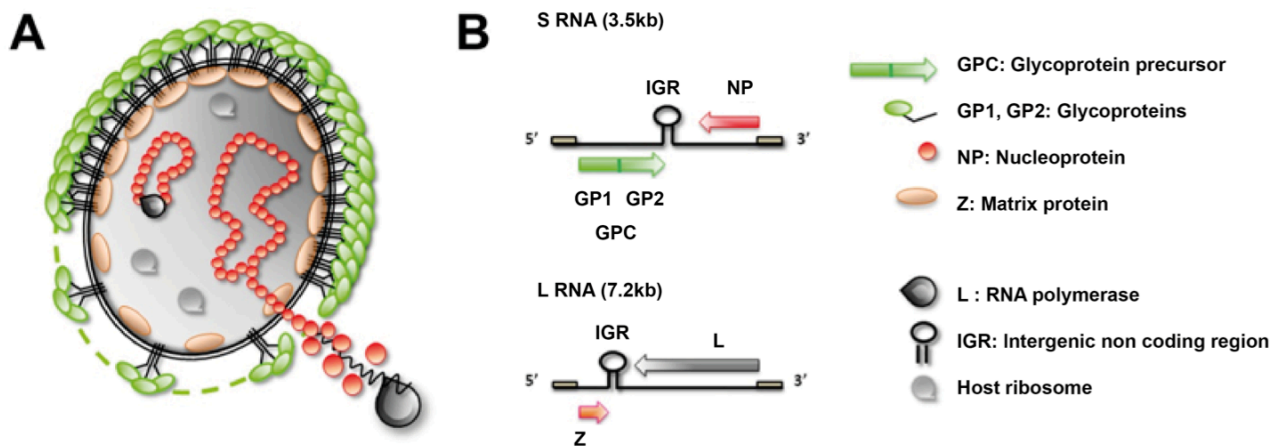 A
B
S RNA (3.5kb)
IGR
NP
5′
3′
GP1 GP2
GPC
L RNA (7.2kb)
IGR
L
5′
3′
Z
GPC: Glycoprotein precursor
GP1, GP2: Glycoproteins
NP: Nucleoprotein
Z: Matrix protein
L : RNA polymerase
IGR: Intergenic non coding region
Host ribosome